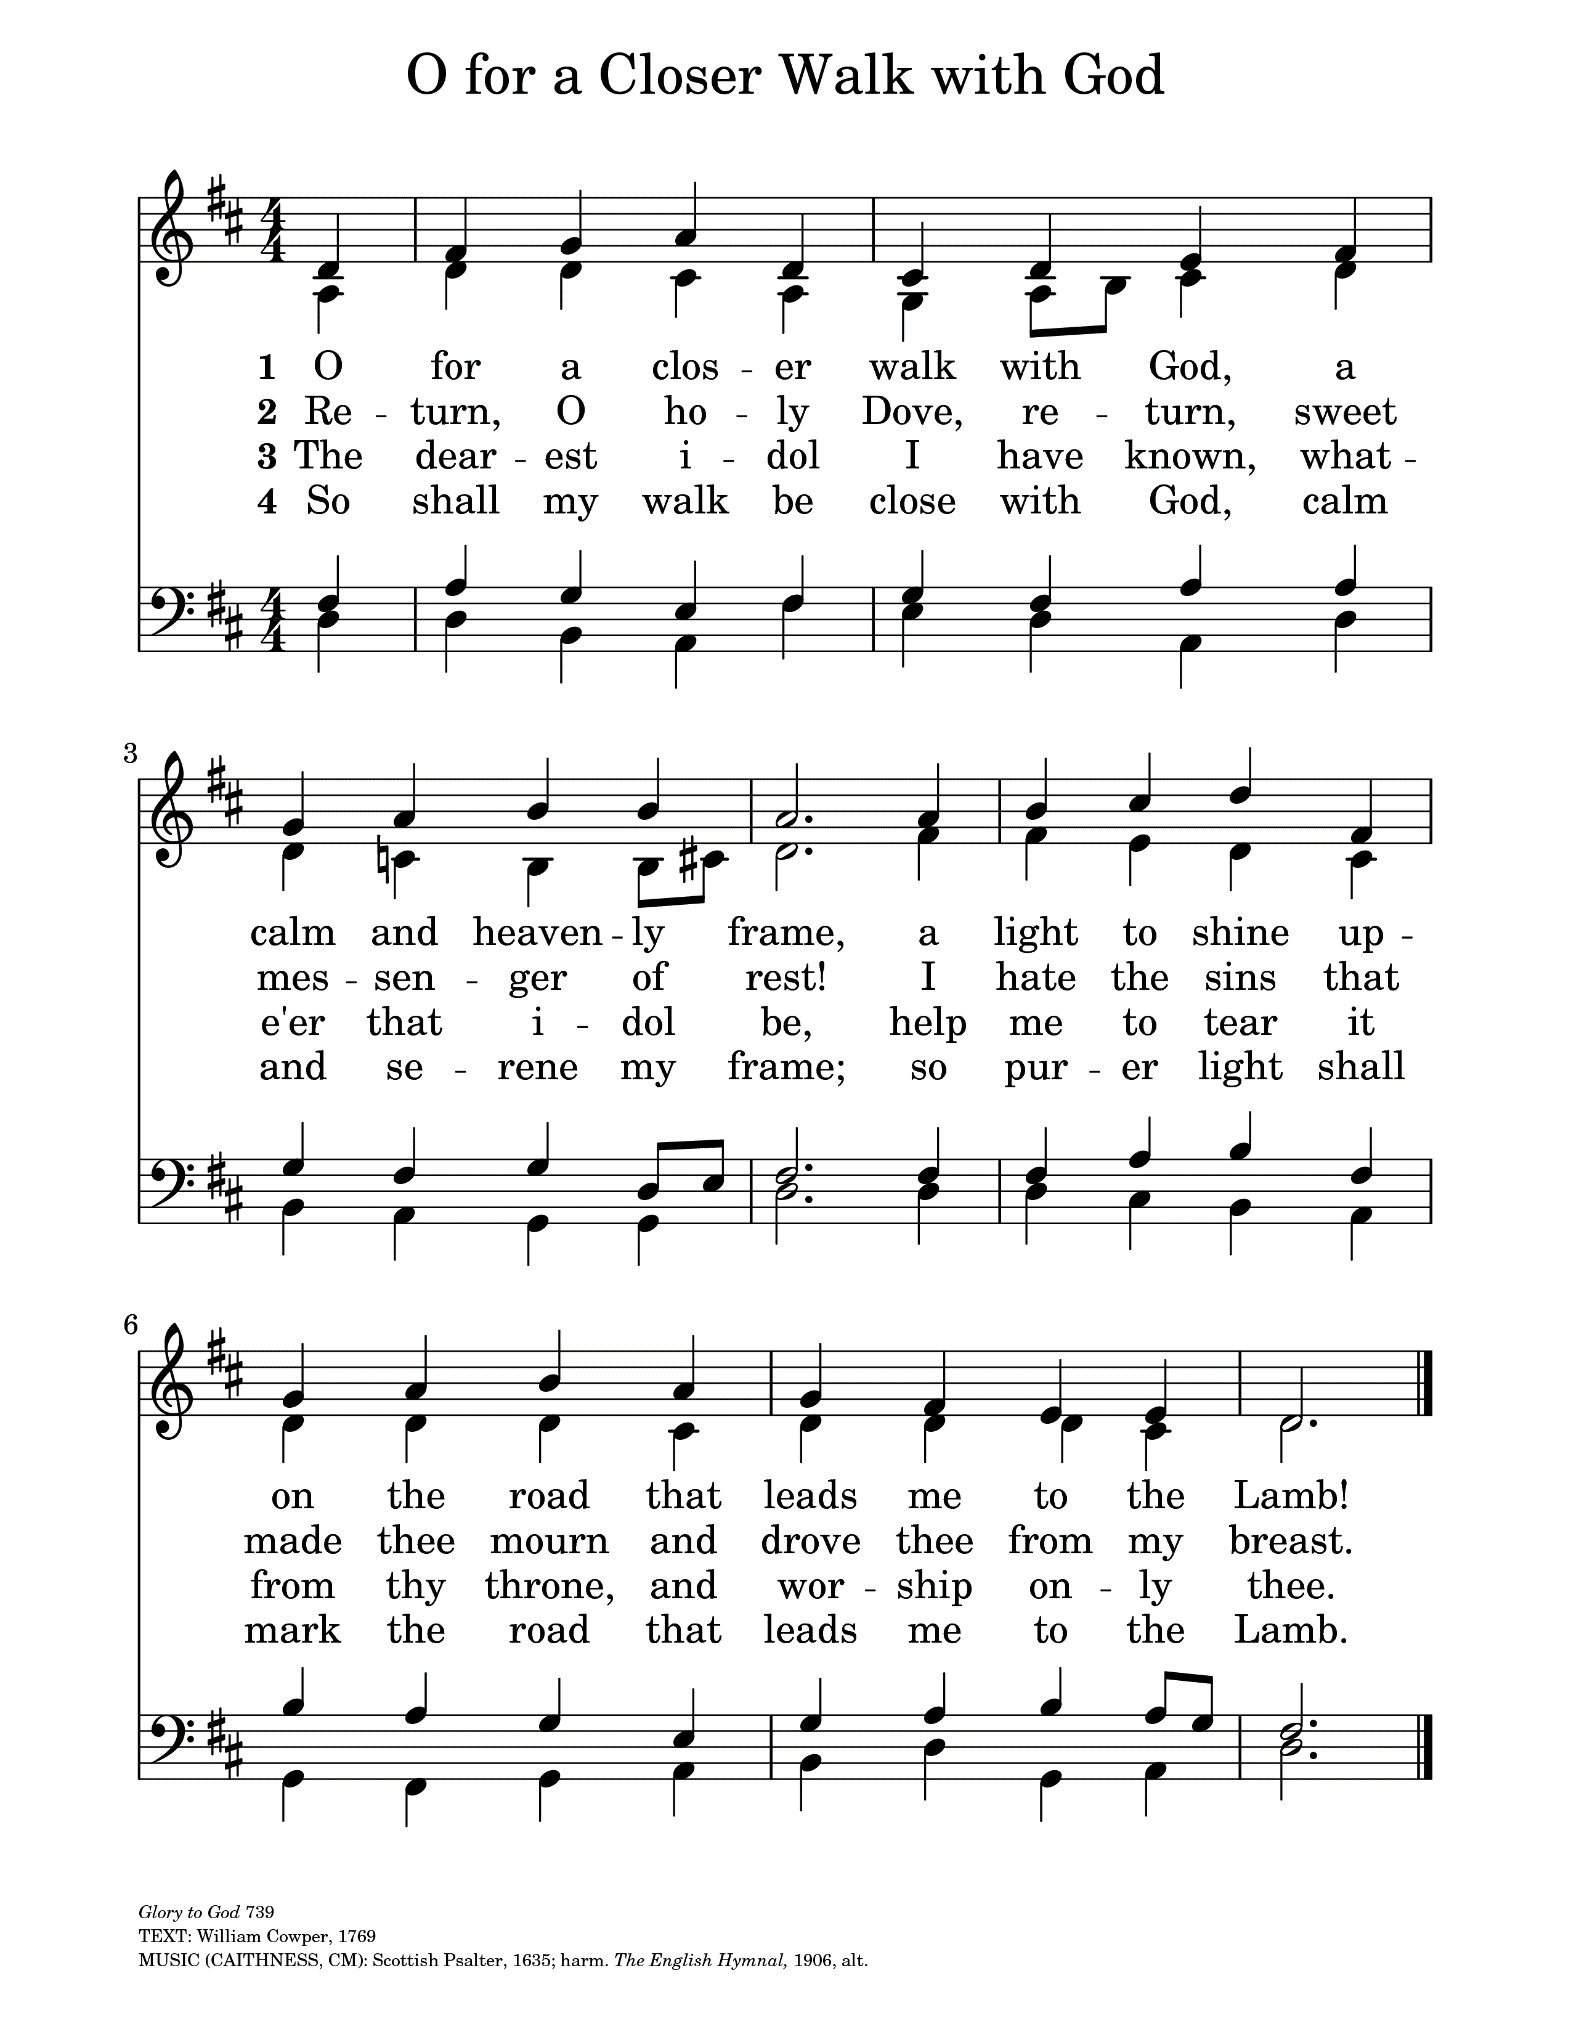 O for a Closer Walk with God
4 4
1 O for a clos -- er walk with God, a
2 Re -- turn, O ho -- ly Dove, re -- turn, sweet
3 The dear -- est i -- dol I have known, what --
4 So shall my walk be close with God, calm
4 4
3
calm and heaven -- ly frame, a light to shine up --
mes -- sen -- ger of rest! I hate the sins that
e'er that i -- dol be, help me to tear it
and se -- rene my frame; so pur -- er light shall
6
on the road that leads me to the Lamb!
made thee mourn and drove thee from my breast.
from thy throne, and wor -- ship on -- ly thee.
mark the road that leads me to the Lamb.
Glory to God 739
TEXT: William Cowper, 1769
MUSIC (CAITHNESS, CM): Scottish Psalter, 1635; harm. The English Hymnal, 1906, alt.